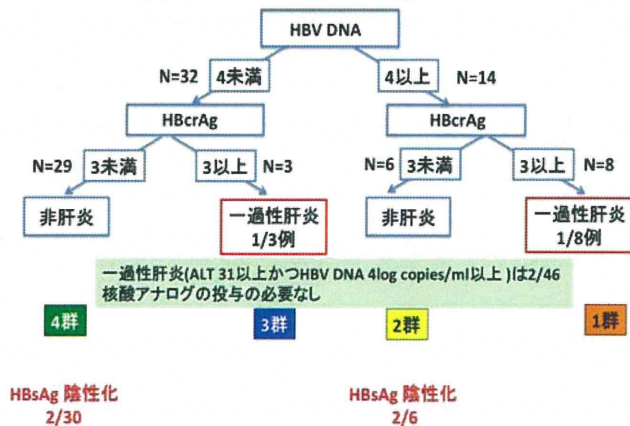 HBV DNA
N=32 4未満 4以上 N=14
HBcrAg HBcrAg
N=29 3未満 3以上 N=3 N=6 3未満 3以上 N=8
非肝炎 一過性肝炎 非肝炎 一過性肝炎
1/3例 1/8例
一過性肝炎(ALT 31以上かつHBV DNA 4log copies/ml以上)は2/46
核酸アナログの投与の必要なし
4群 3群 2群 1群
HBsAg 陰性化 HBsAg 陰性化
2/30 2/6